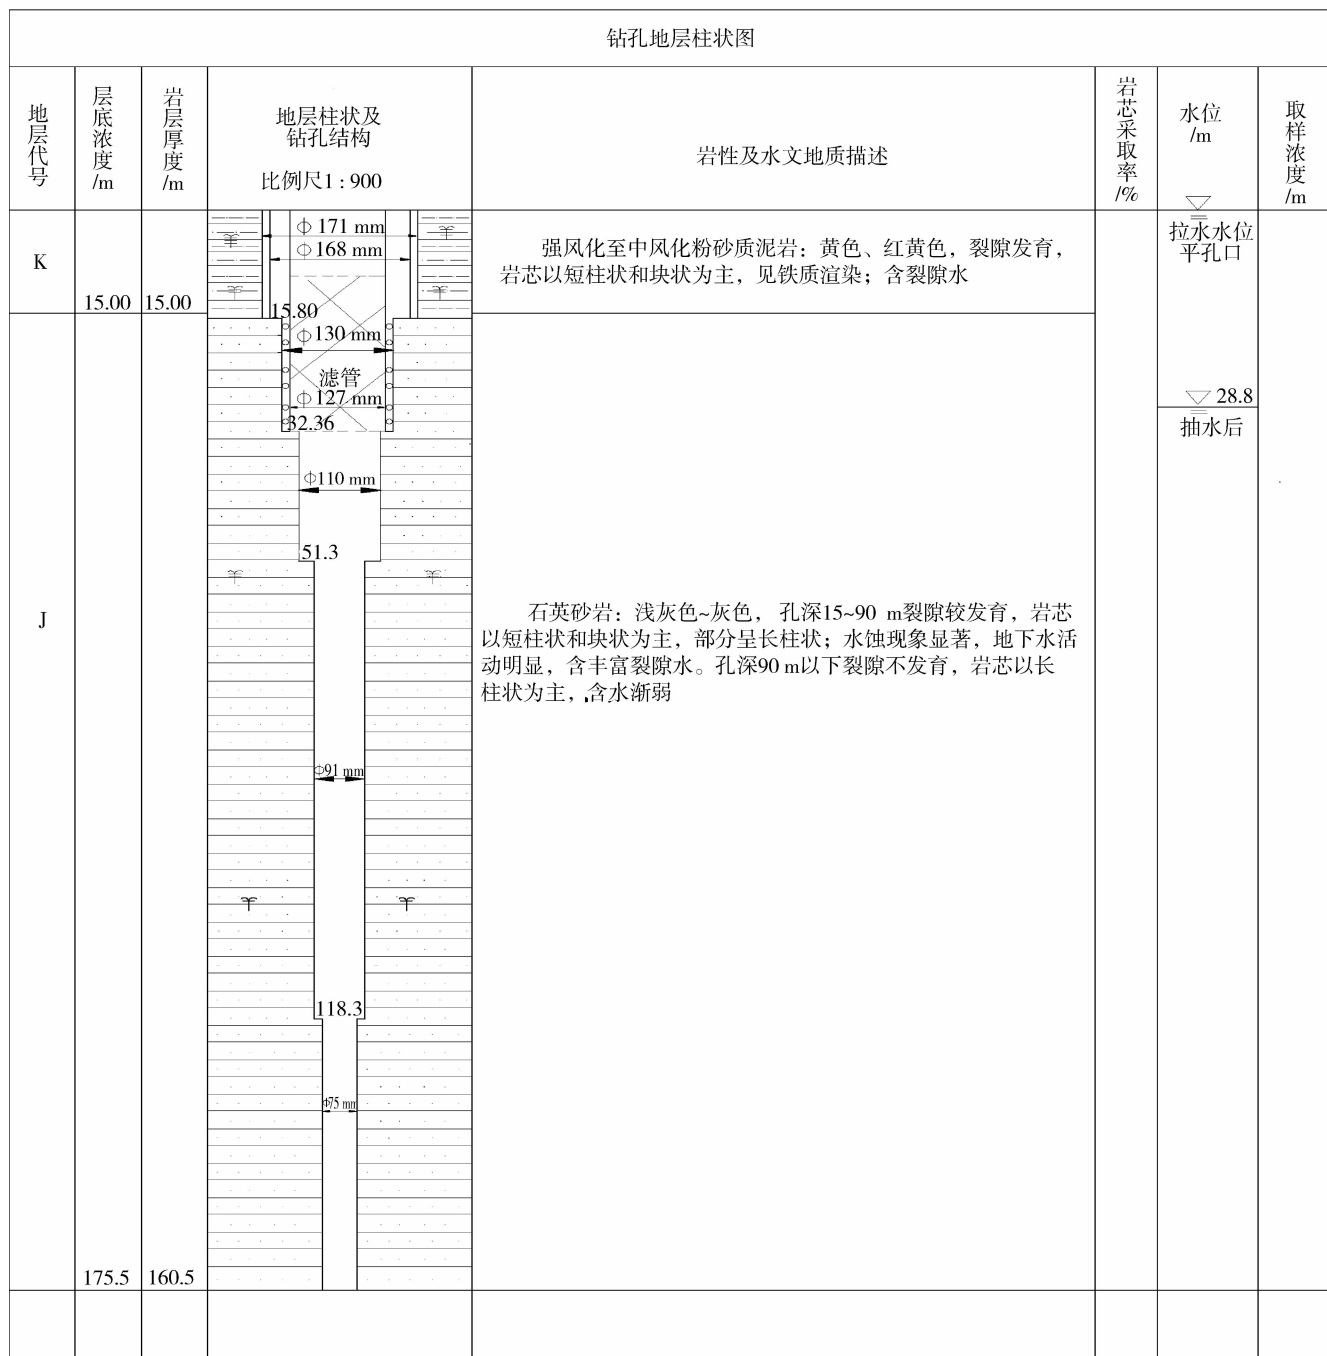 钻孔地层柱状图
地层代号
层底浓度/m
岩层厚度/m
地层柱状及
钻孔结构
比例尺1:900
岩性及水文地质描述
岩芯采取率/%
水位
/m
取样浓度/m
K
15.00
15.00
ϕ 171 mm
ϕ 168 mm
15.80
ϕ 130 mm
滤管
ϕ 127 mm
32.36
ϕ110 mm
51.3
ϕ91 mm
118.3
ϕ75 mm
强风化至中风化粉砂质泥岩：黄色、红黄色，裂隙发育，
岩芯以短柱状和块状为主，见铁质渲染；含裂隙水
拉水水位
平孔口
28.8
抽水后
J
石英砂岩：浅灰色~灰色， 孔深15~90 m裂隙较发育，岩芯
以短柱状和块状为主，部分呈长柱状；水蚀现象显著，地下水活
动明显，含丰富裂隙水。孔深90 m以下裂隙不发育，岩芯以长
柱状为主，含水渐弱
175.5
160.5